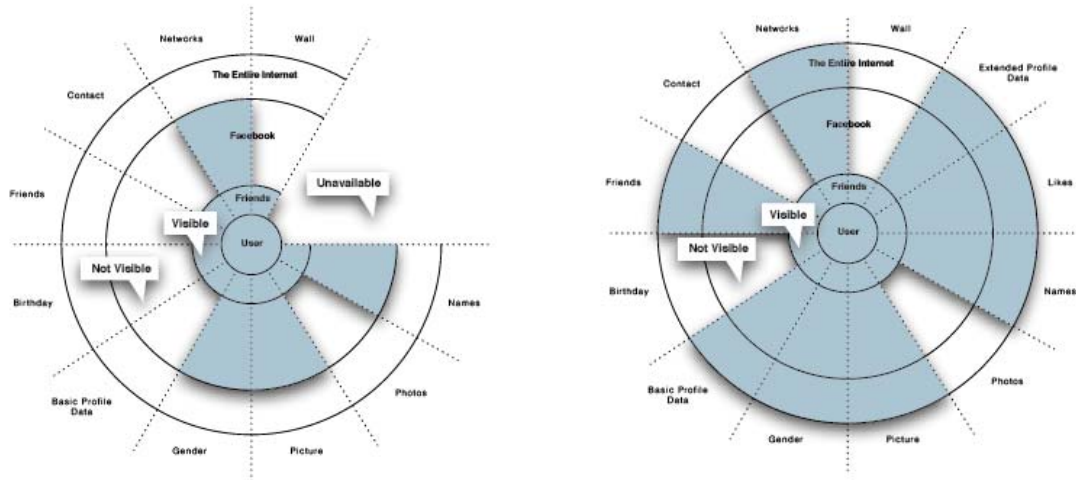 Networks
Wall
The Entire Internet
Contact
Facebook
Unavailable
Friends
Friends
Visible
User
Not Visible
Birthday
Names
Basic Profile
Data
Photos
Gender
Picture
Networks
Wall
The Entire Internet
Extended Profile
Data
Contact
Facebook
Friends
Friends
Likes
Visible
User
Not Visible
Birthday
Names
Basic Profile
Data
Photos
Gender
Picture